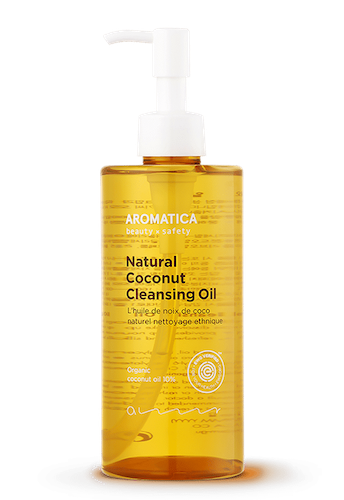 AROMATICA
beauty + safety
Natural
Coconut
Cleansing Oil
L'huile de noix de coco
naturel nettoyage ethnique
Organic
coconut oil 10%